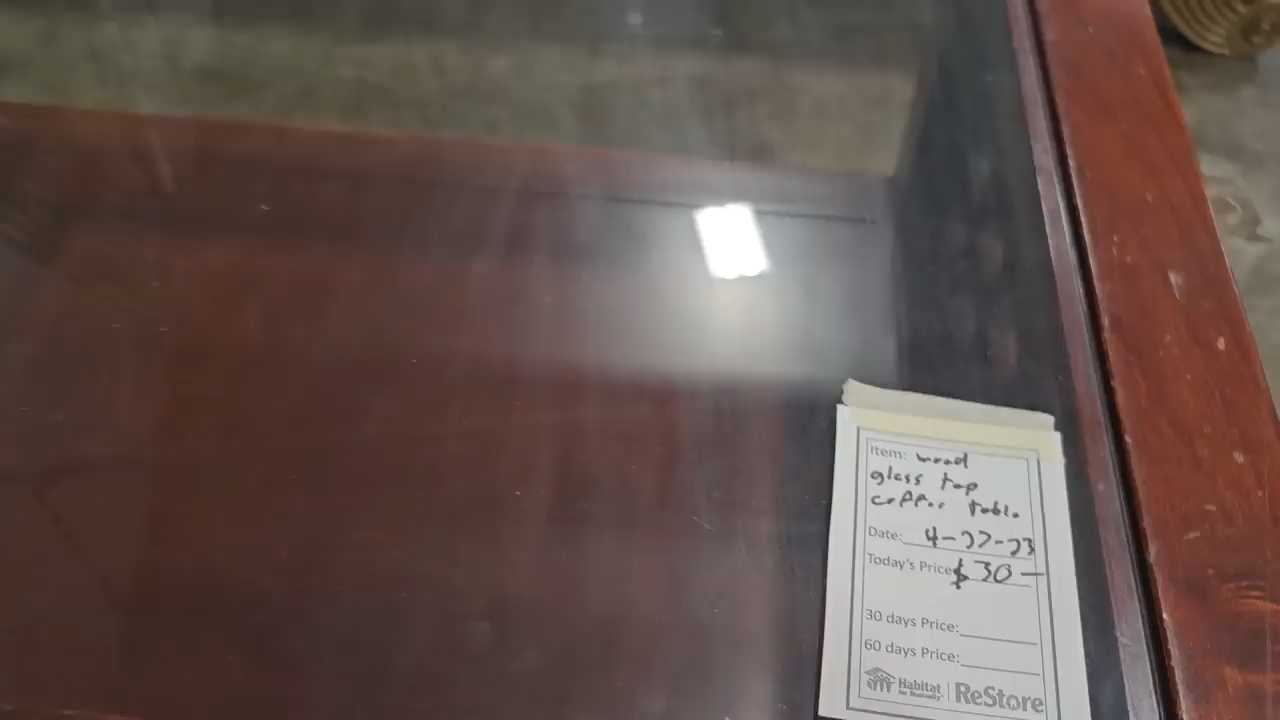 Item: wood
glass top
coffee table
Date: 4-27-23
Today's Price $30-
30 days Price:
60 days Price:
Habitat for Humanity® | ReStore